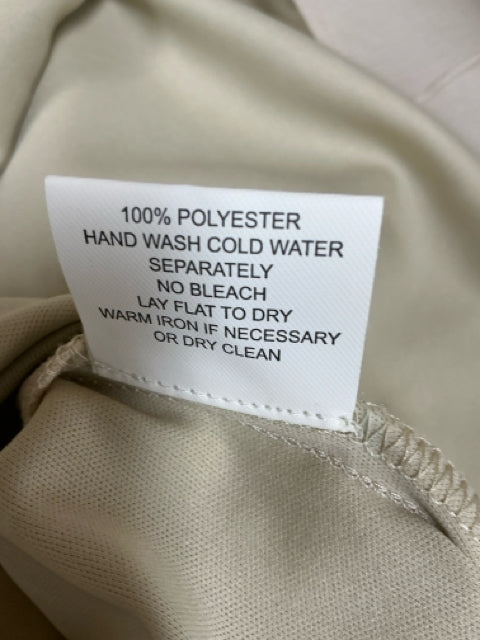 100% POLYESTER
HAND WASH COLD WATER
SEPARATELY
NO BLEACH
LAY FLAT TO DRY
WARM IRON IF NECESSARY
OR DRY CLEAN